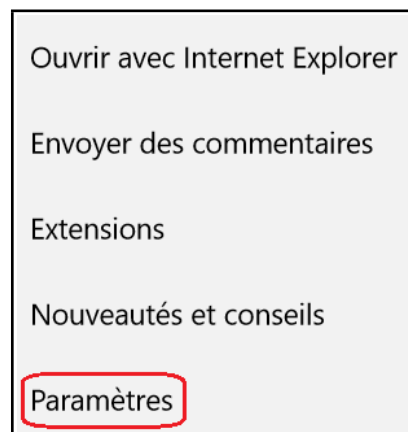 Ouvrir avec Internet Explorer
Envoyer des commentaires
Extensions
Nouveautés et conseils
Paramètres